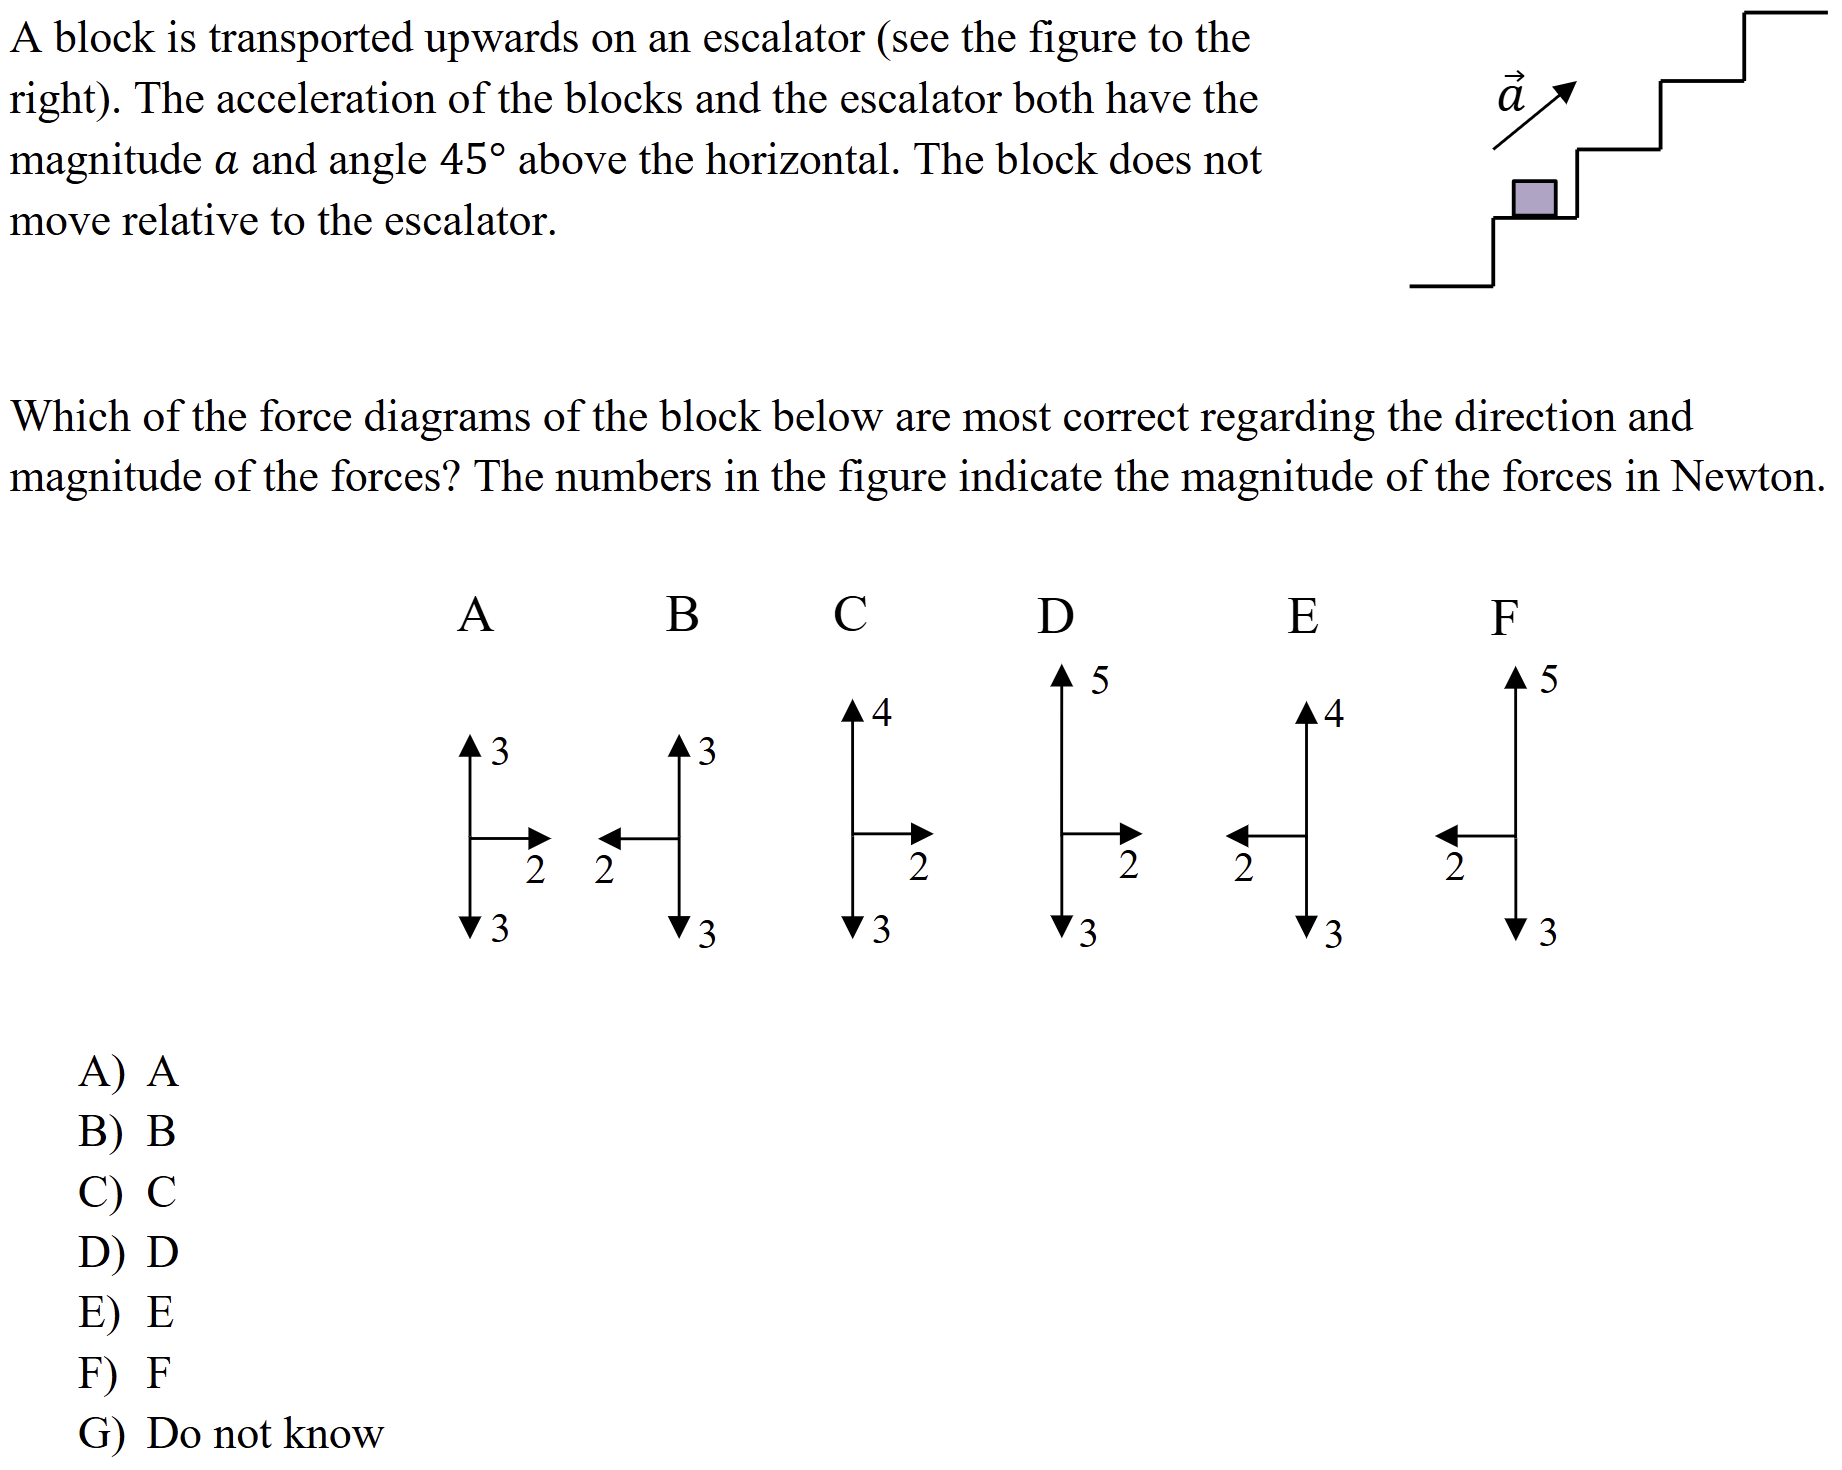 A block is transported upwards on an escalator (see the figure to the
right). The acceleration of the blocks and the escalator both have the
magnitude a and angle 45° above the horizontal. The block does not
move relative to the escalator.
a⃗
Which of the force diagrams of the block below are most correct regarding the direction and
magnitude of the forces? The numbers in the figure indicate the magnitude of the forces in Newton.
A B C D E F
3 2 3
3 2 3
4 2 3
5 2 3
4 2 3
5 2 3
A) A
B) B
C) C
D) D
E) E
F) F
G) Do not know